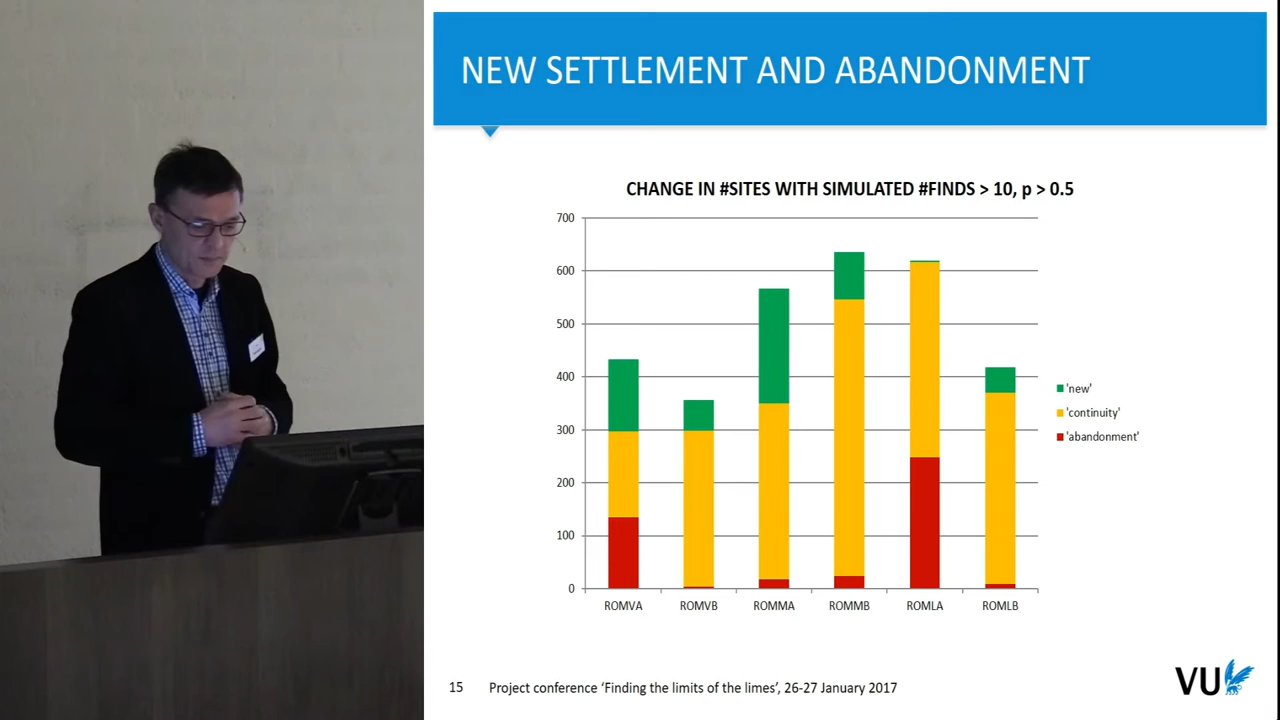 NEW SETTLEMENT AND ABANDONMENT
CHANGE IN #SITES WITH SIMULATED #FINDS > 10, p > 0.5
700
600
500
400
300
200
100
0
ROMVA ROMVB ROMMA ROMMB ROMLA ROMLB
'new'
'continuity'
'abandonment'
15 Project conference ‘Finding the limits of the limes’, 26-27 January 2017
VU